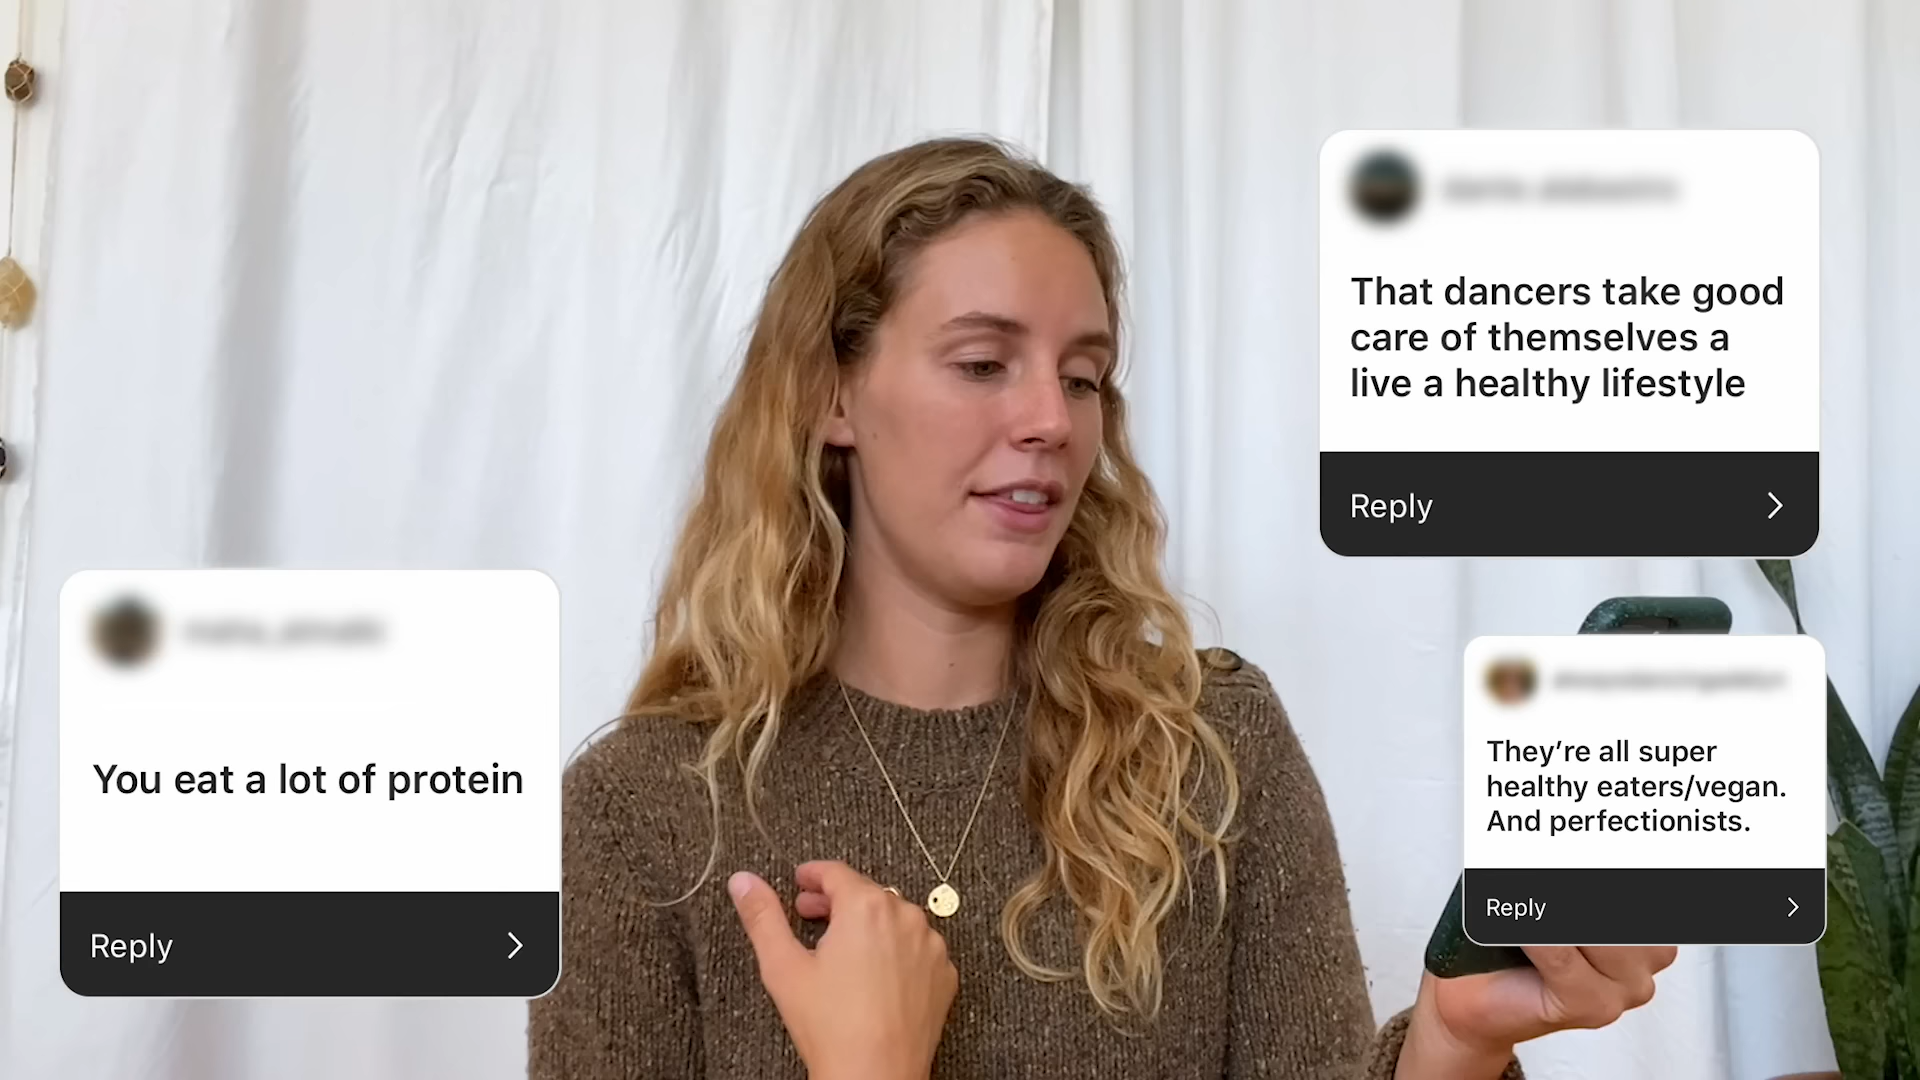 That dancers take good
care of themselves a
live a healthy lifestyle
Reply
You eat a lot of protein
Reply
They're all super
healthy eaters/vegan.
And perfectionists.
Reply